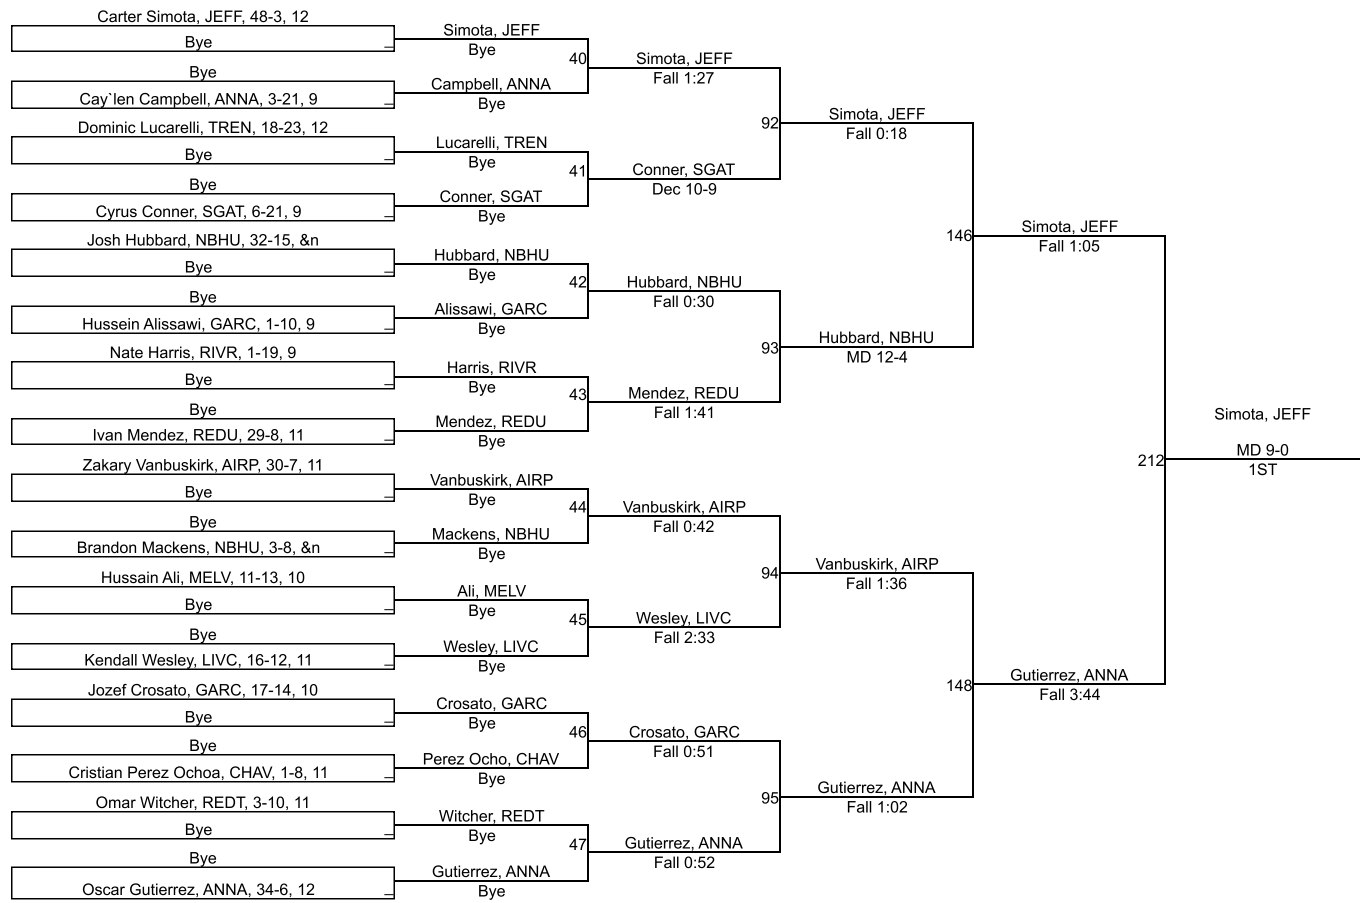 Carter Simota, JEFF, 48-3, 12
Bye _
Bye
Cay`len Campbell, ANNA, 3-21, 9 _
Dominic Lucarelli, TREN, 18-23, 12
Bye _
Bye
Cyrus Conner, SGAT, 6-21, 9 _
Josh Hubbard, NBHU, 32-15, &n
Bye _
Bye
Hussein Alissawi, GARC, 1-10, 9 _
Nate Harris, RIVR, 1-19, 9
Bye _
Bye
Ivan Mendez, REDU, 29-8, 11 _
Zakary Vanbuskirk, AIRP, 30-7, 11
Bye _
Bye
Brandon Mackens, NBHU, 3-8, &n _
Hussain Ali, MELV, 11-13, 10
Bye _
Bye
Kendall Wesley, LIVC, 16-12, 11 _
Jozef Crosato, GARC, 17-14, 10
Bye _
Bye
Cristian Perez Ochoa, CHAV, 1-8, 11 _
Omar Witcher, REDT, 3-10, 11
Bye _
Bye
Oscar Gutierrez, ANNA, 34-6, 12 _
Simota, JEFF
Bye
40
Campbell, ANNA
Bye
Lucarelli, TREN
Bye
41
Conner, SGAT
Bye
Hubbard, NBHU
Bye
42
Alissawi, GARC
Bye
Harris, RIVR
Bye
43
Mendez, REDU
Bye
Vanbuskirk, AIRP
Bye
44
Mackens, NBHU
Bye
Ali, MELV
Bye
45
Wesley, LIVC
Bye
Crosato, GARC
Bye
46
Perez Ocho, CHAV
Bye
Witcher, REDT
Bye
47
Gutierrez, ANNA
Bye
Simota, JEFF
Fall 1:27
92
Conner, SGAT
Dec 10-9
Hubbard, NBHU
Fall 0:30
93
Mendez, REDU
Fall 1:41
Vanbuskirk, AIRP
Fall 0:42
94
Wesley, LIVC
Fall 2:33
Crosato, GARC
Fall 0:51
95
Gutierrez, ANNA
Fall 0:52
Simota, JEFF
Fall 0:18
146
Hubbard, NBHU
MD 12-4
Vanbuskirk, AIRP
Fall 1:36
148
Gutierrez, ANNA
Fall 1:02
Simota, JEFF
Fall 1:05
212
Gutierrez, ANNA
Fall 3:44
Simota, JEFF
MD 9-0
1ST